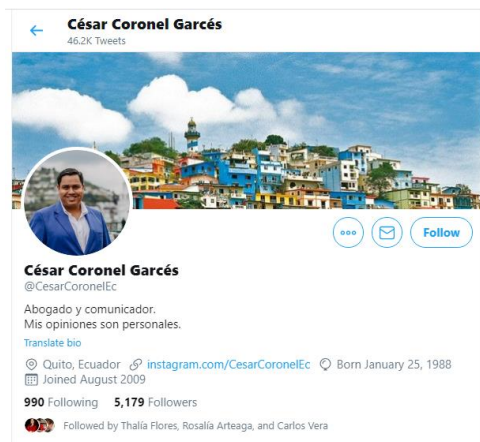 César Coronel Garcés
46.2K Tweets
Follow
César Coronel Garcés
@CesarCoronelEc
Abogado y comunicador.
Mis opiniones son personales.
Translate bio
Quito, Ecuador instagram.com/CesarCoronelEc Born January 25, 1988
Joined August 2009
990 Following 5,179 Followers
Followed by Thalía Flores, Rosalía Arteaga, and Carlos Vera